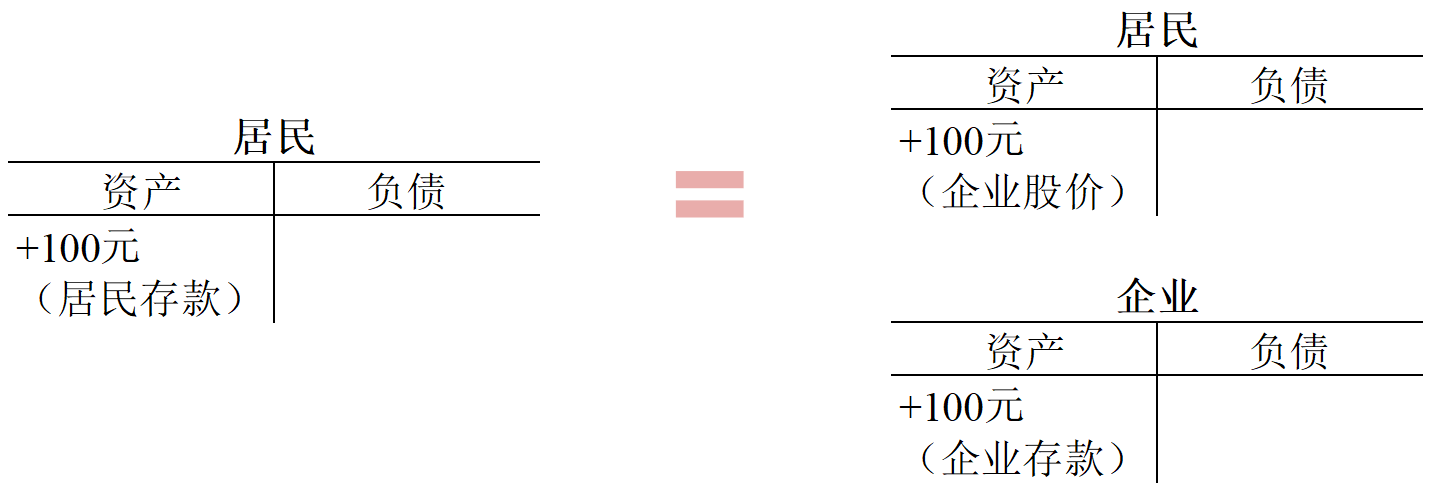 居民
资产 负债
+100元
（居民存款）
=
居民
资产 负债
+100元
（企业股价）
企业
资产 负债
+100元
（企业存款）